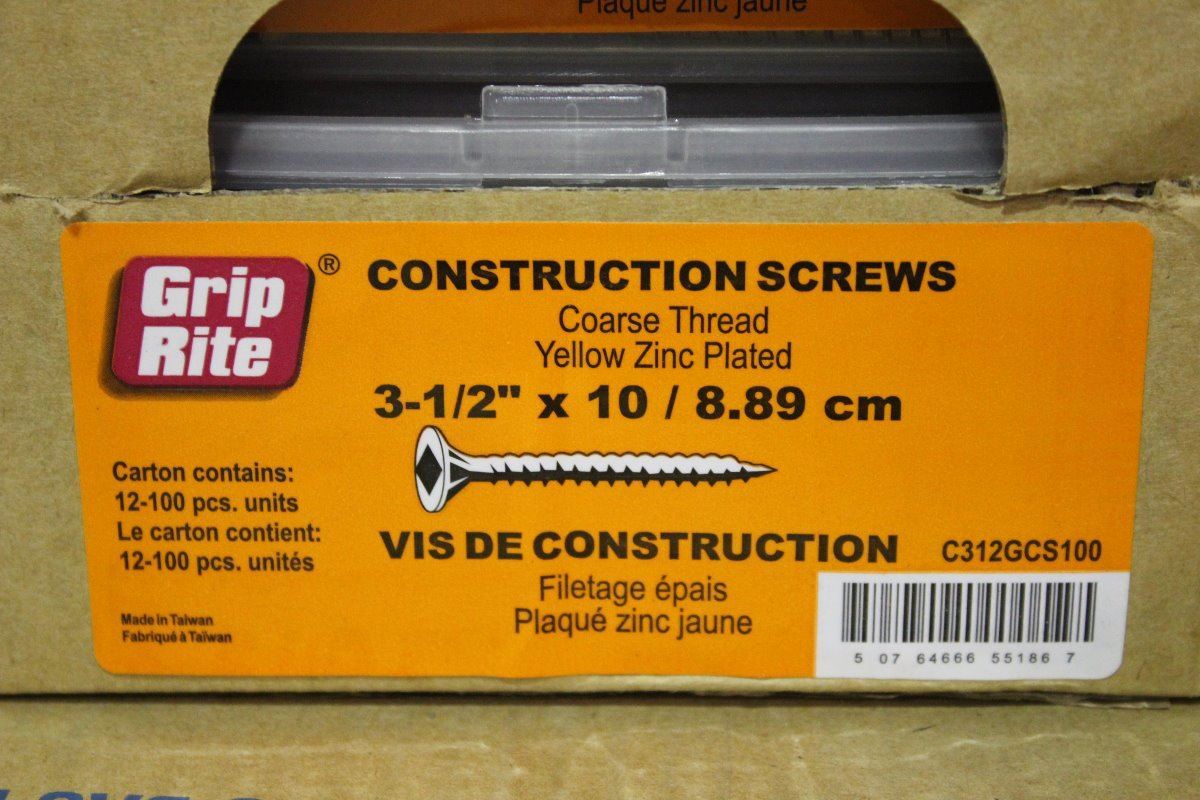 Plaqué zinc jaune
Grip
Rite
®
CONSTRUCTION SCREWS
Coarse Thread
Yellow Zinc Plated
3-1/2" x 10 / 8.89 cm
Carton contains:
12-100 pcs. units
Le carton contient:
12-100 pcs. unités
VIS DE CONSTRUCTION
C312GCS100
Filetage épais
Plaqué zinc jaune
Made in Taiwan
Fabriqué à Taïwan
5 07 64666 55186 7